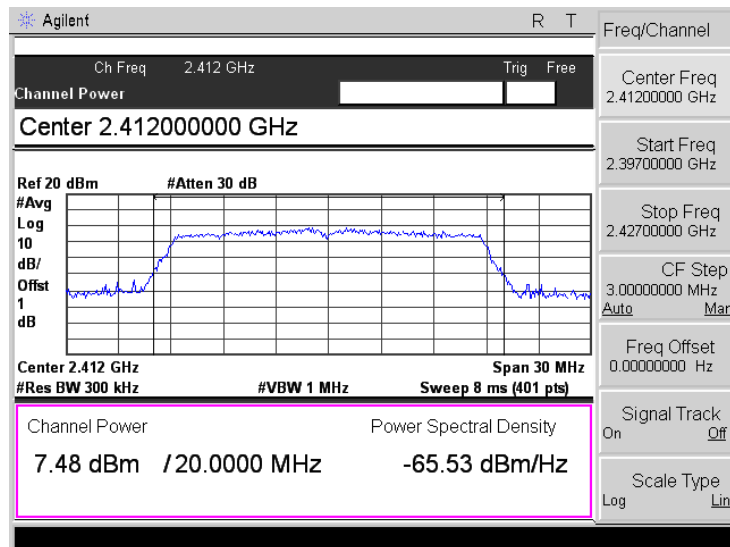 Agilent R T
Ch Freq 2.412 GHz Trig Free
Channel Power
Center 2.412000000 GHz
Ref 20 dBm #Atten 30 dB
#Avg
Log
10
dB/
Offst
1
dB
Center 2.412 GHz Span 30 MHz
#Res BW 300 kHz #VBW 1 MHz Sweep 8 ms (401 pts)
Channel Power Power Spectral Density
7.48 dBm / 20.0000 MHz -65.53 dBm/Hz
Freq/Channel
Center Freq
2.41200000 GHz
Start Freq
2.39700000 GHz
Stop Freq
2.42700000 GHz
CF Step
3.00000000 MHz
Auto Man
Freq Offset
0.00000000 Hz
Signal Track
On Off
Scale Type
Log Lin